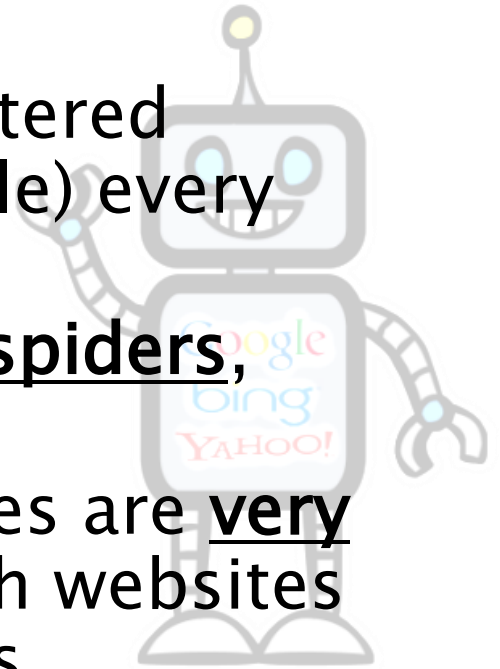 tered
le) every
spiders,
Google
bing
YAHOO!
es are very
h websites
s